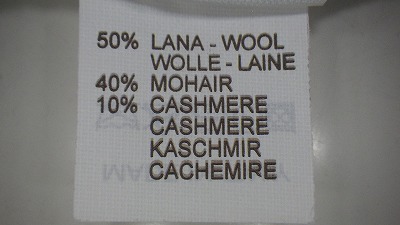 50% LANA - WOOL
WOLLE - LAINE
40% MOHAIR
10% CASHMERE
CASHMERE
KASCHMIR
CACHEMIRE